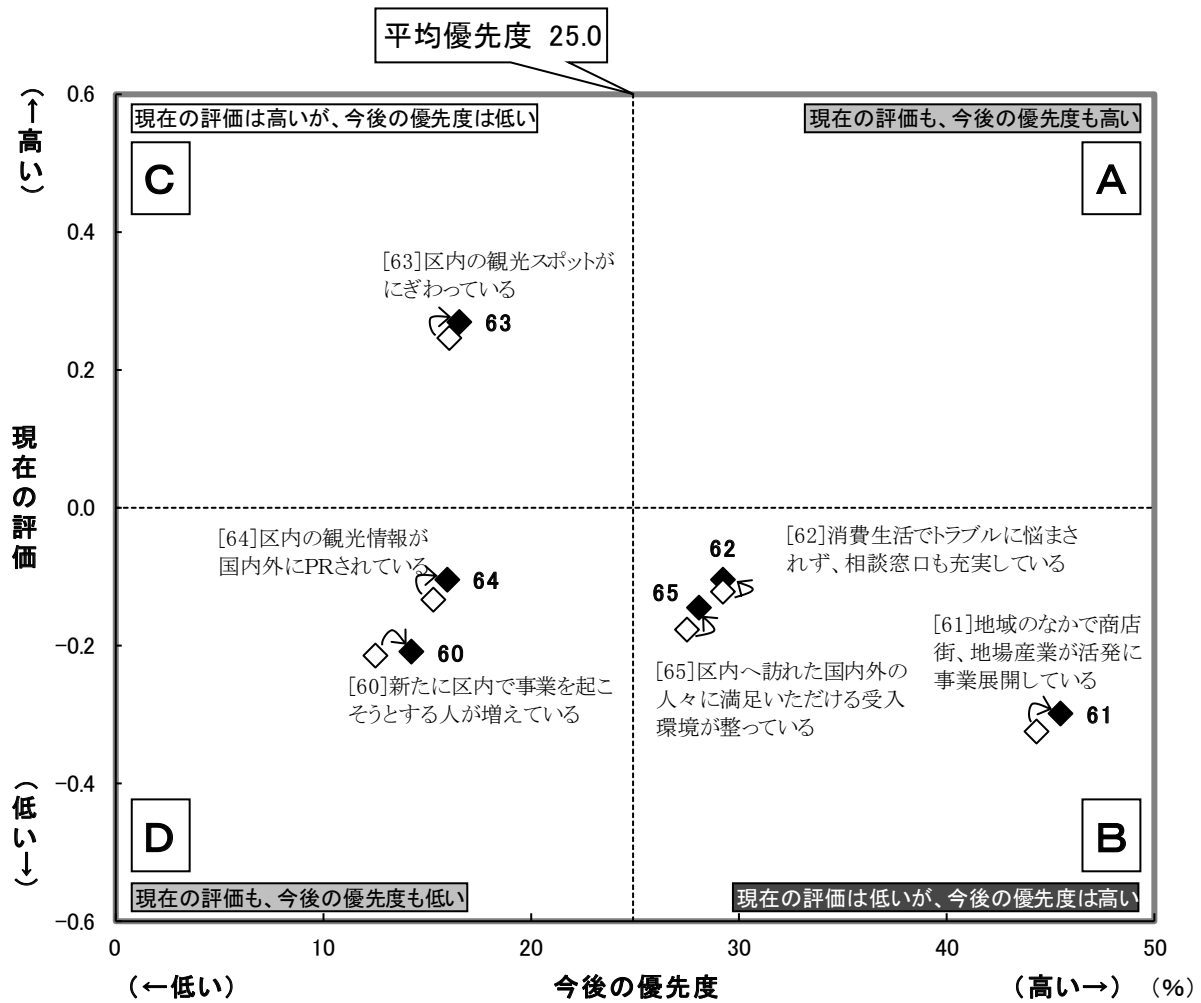 平均優先度 25.0
（↑高い）
0.6
現在の評価は高いが、今後の優先度は低い
現在の評価も、今後の優先度も高い
C
A
0.4
[63]区内の観光スポットが
にぎわっている
63
0.2
現在の評価
0.0
[64]区内の観光情報が
国内外にPRされている
64
[62]消費生活でトラブルに悩まさ
れず、相談窓口も充実している
62
65
−0.2
60
[60]新たに区内で事業を起こ
そうとする人が増えている
[65]区内へ訪れた国内外の
人々に満足いただける受入
環境が整っている
[61]地域のなかで商店
街、地場産業が活発に
事業展開している
61
−0.4
（低い↓）
D
B
現在の評価も、今後の優先度も低い
現在の評価は低いが、今後の優先度は高い
−0.6
0 10 20 30 40 50
（←低い） 今後の優先度 （高い→） （%）